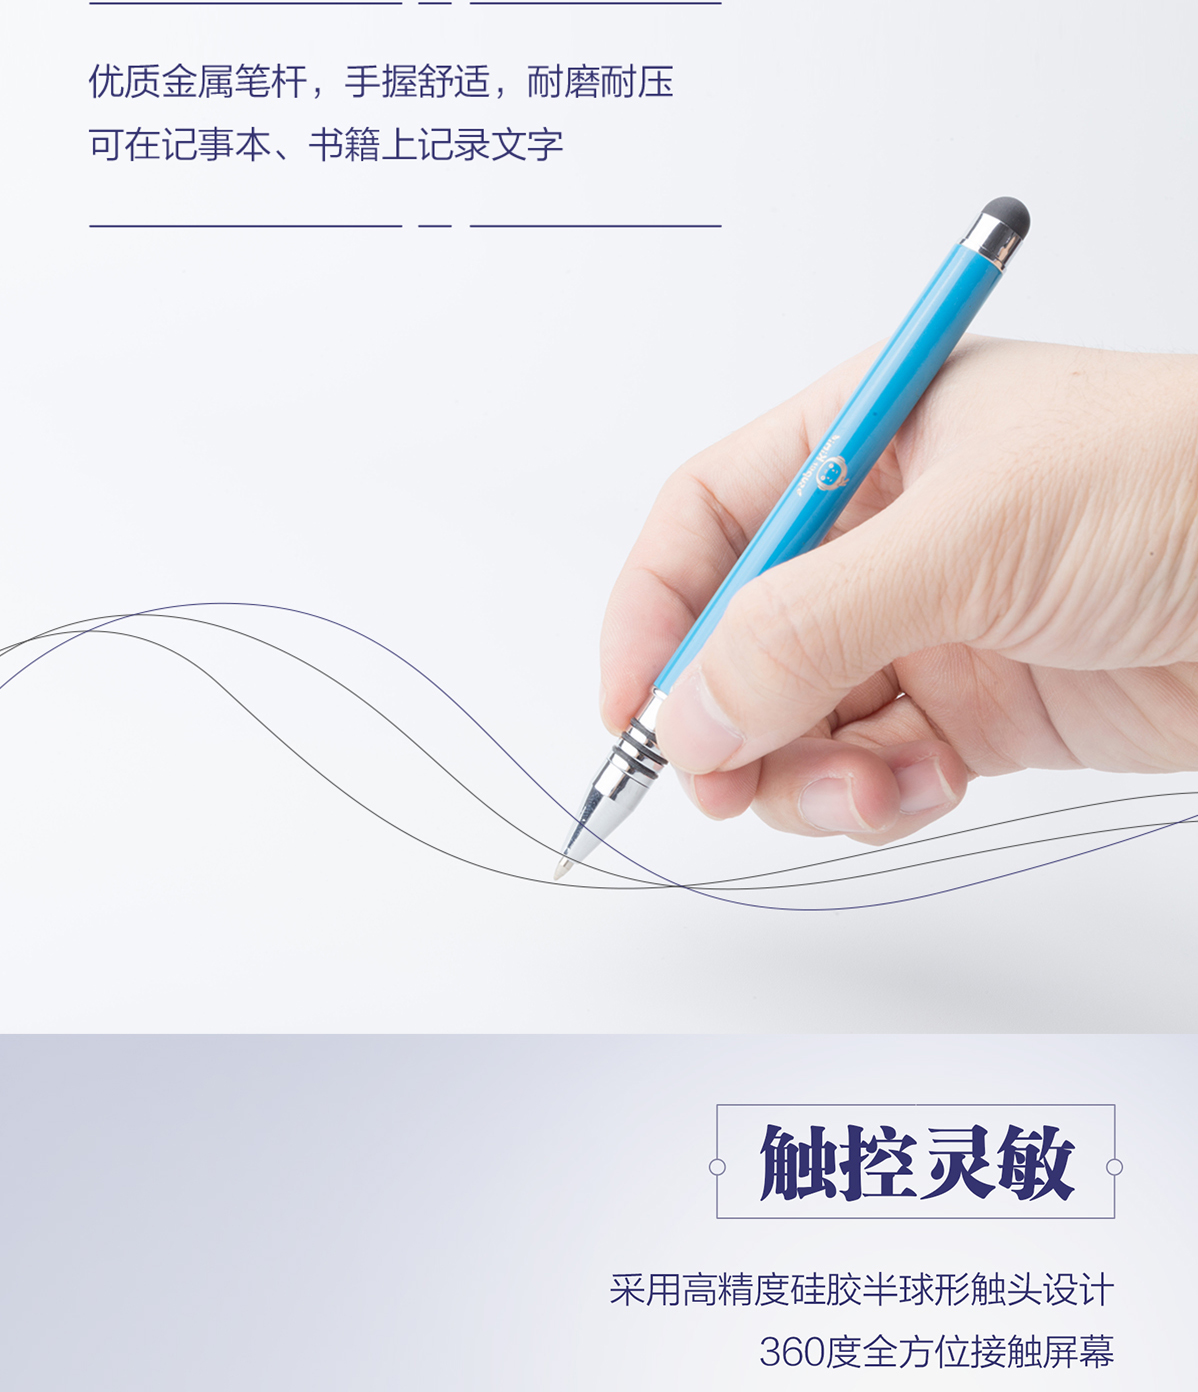 优质金属笔杆，手握舒适，耐磨耐压
可在记事本、书籍上记录文字
触控灵敏
采用高精度硅胶半球形触头设计
360度全方位接触屏幕